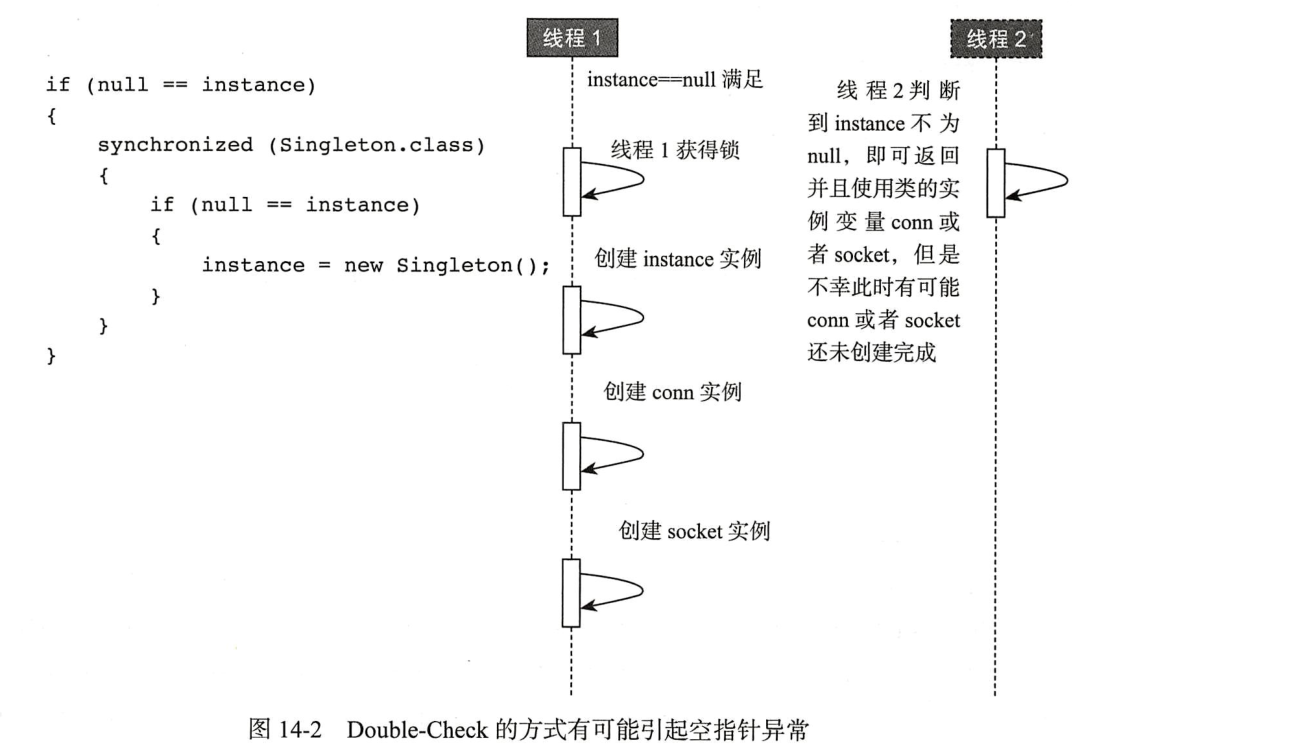 if (null == instance)
{
    synchronized (Singleton.class)
    {
        if (null == instance)
        {
            instance = new Singleton();
        }
    }
}
线程 1
instance==null 满足
线程 1 获得锁
创建 instance 实例
创建 conn 实例
创建 socket 实例
线程 2
线程2判断
到 instance 不为
null，即可返回
并且使用类的实
例变量 conn 或
者 socket，但是
不幸此时有可能
conn 或者 socket
还未创建完成
图 14-2 Double-Check 的方式有可能引起空指针异常